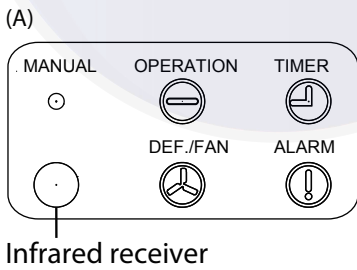 (A)
MANUAL OPERATION TIMER
DEF./FAN ALARM
Infrared receiver